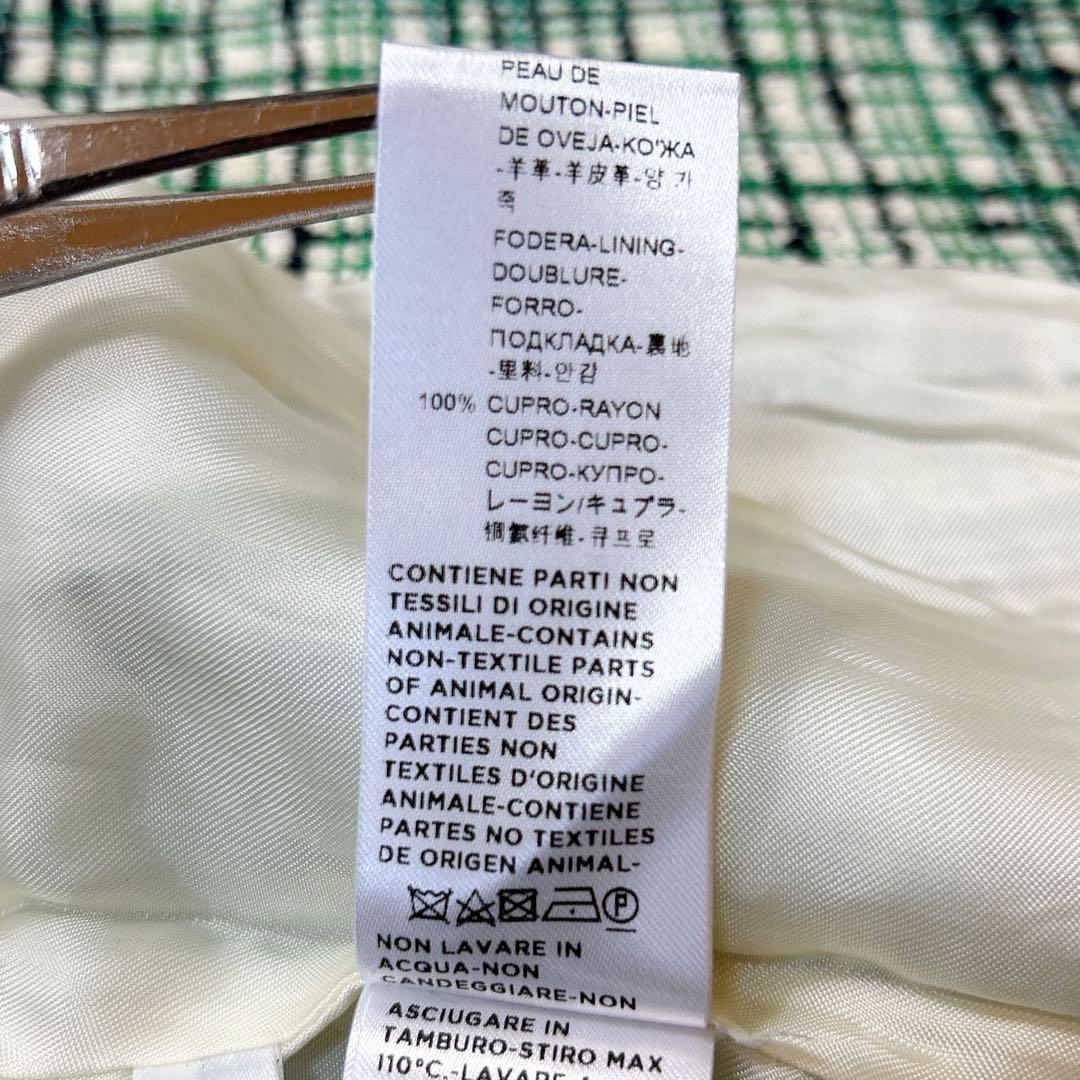 PEAU DE
MOUTON-PIEL
DE OVEJA-КО'ЖА
-羊革-羊皮革-양 가
죽
FODERA-LINING-
DOUBLURE-
FORRO-
ПОДКЛАДКА-裏地
-里料-안감
100% CUPRO-RAYON
CUPRO-CUPRO-
CUPRO-КУПРО-
レーヨン/キュプラ-
铜氨纤维-큐프로
CONTIENE PARTI NON
TESSILI DI ORIGINE
ANIMALE-CONTAINS
NON-TEXTILE PARTS
OF ANIMAL ORIGIN-
CONTIENT DES
PARTIES NON
TEXTILES D'ORIGINE
ANIMALE-CONTIENE
PARTES NO TEXTILES
DE ORIGEN ANIMAL-
P
NON LAVARE IN
ACQUA-NON
CANDEGGIARE-NON
ASCIUGARE IN
TAMBURO-STIRO MAX
110°C.-LAVARE